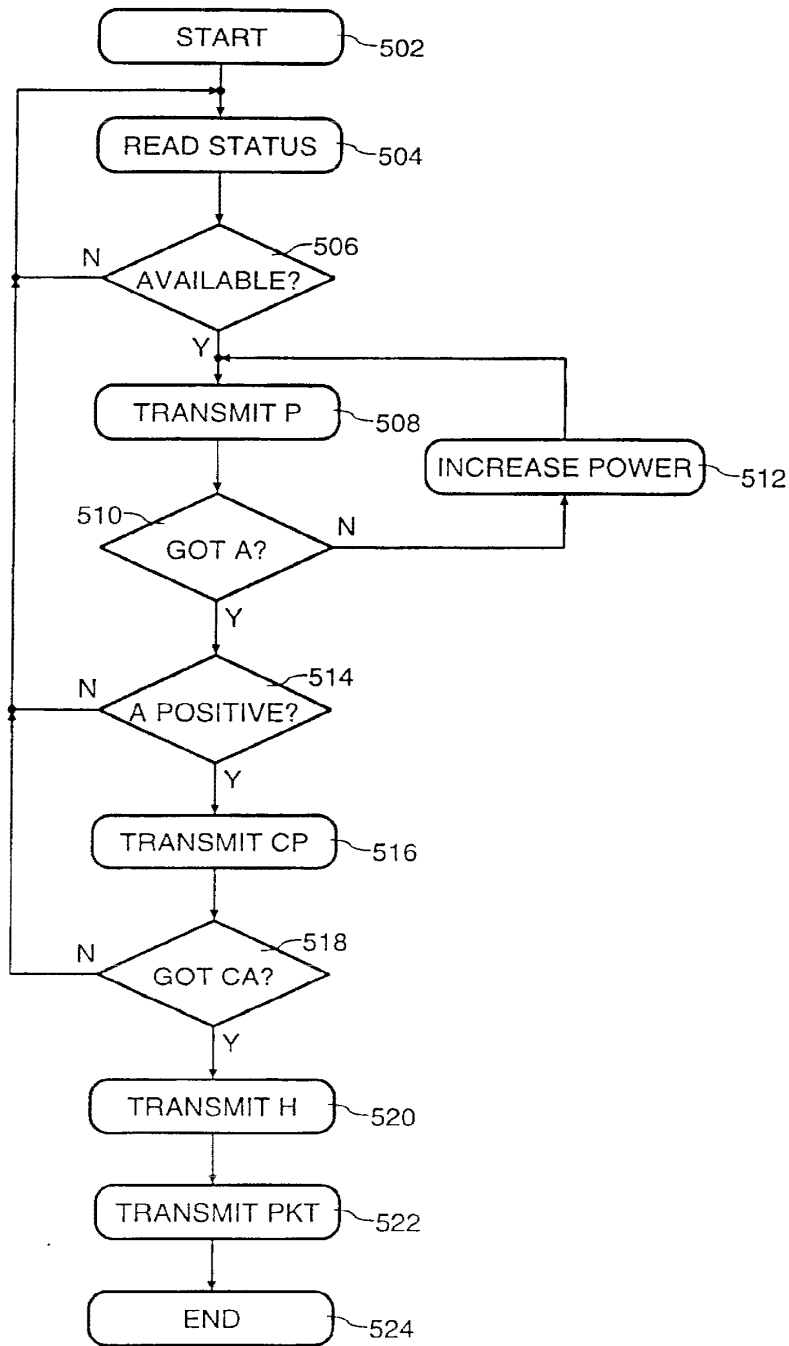 START
502
READ STATUS
504
506
N
AVAILABLE?
Y
TRANSMIT P
508
INCREASE POWER
512
510
N
GOT A?
Y
514
N
A POSITIVE?
Y
TRANSMIT CP
516
518
N
GOT CA?
Y
TRANSMIT H
520
TRANSMIT PKT
522
END
524